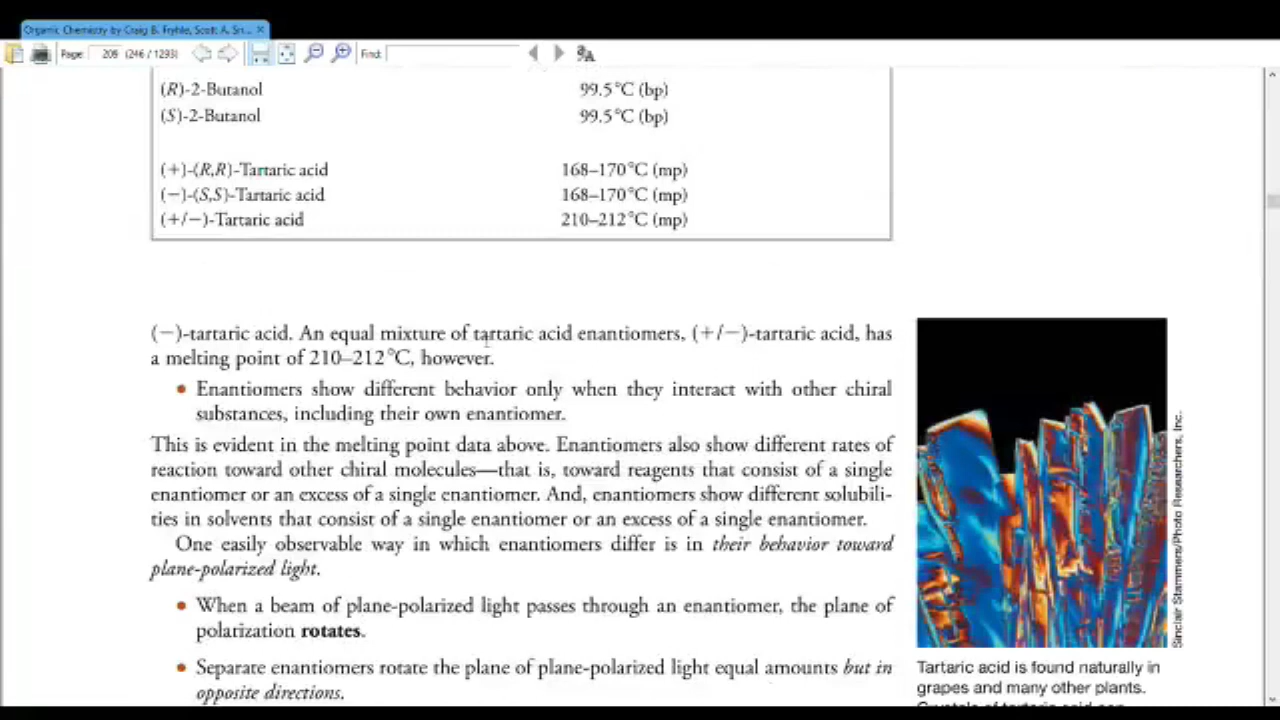 Organic Chemistry by Craig B. Fryhle, Scott A. Sn...
Page: 209 (246 / 1293) Find:
(R)-2-Butanol 99.5°C (bp)
(S)-2-Butanol 99.5°C (bp)
(+)-(R,R)-Tartaric acid 168–170°C (mp)
(−)-(S,S)-Tartaric acid 168–170°C (mp)
(+/−)-Tartaric acid 210–212°C (mp)
(−)-tartaric acid. An equal mixture of tartaric acid enantiomers, (+/−)-tartaric acid, has
a melting point of 210–212°C, however.
• Enantiomers show different behavior only when they interact with other chiral
substances, including their own enantiomer.
This is evident in the melting point data above. Enantiomers also show different rates of
reaction toward other chiral molecules—that is, toward reagents that consist of a single
enantiomer or an excess of a single enantiomer. And, enantiomers show different solubili-
ties in solvents that consist of a single enantiomer or an excess of a single enantiomer.
One easily observable way in which enantiomers differ is in their behavior toward
plane-polarized light.
• When a beam of plane-polarized light passes through an enantiomer, the plane of
polarization rotates.
• Separate enantiomers rotate the plane of plane-polarized light equal amounts but in
opposite directions.
Sinclair Stammers/Photo Researchers, Inc.
Tartaric acid is found naturally in
grapes and many other plants.